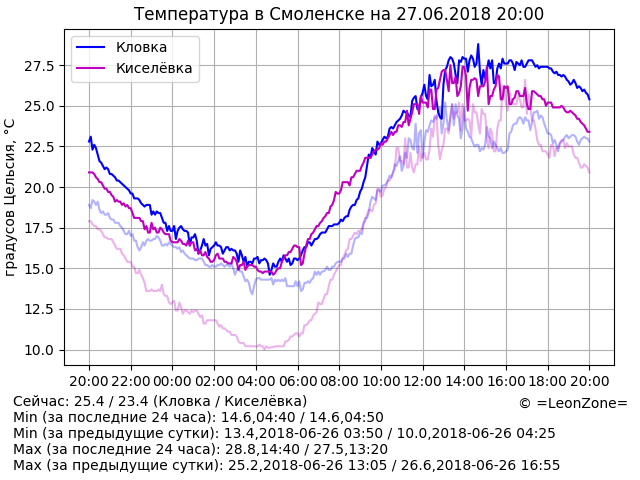 Температура в Смоленске на 27.06.2018 20:00
Кловка
Киселёвка
градусов Цельсия, °C
27.5
25.0
22.5
20.0
17.5
15.0
12.5
10.0
20:00 22:00 00:00 02:00 04:00 06:00 08:00 10:00 12:00 14:00 16:00 18:00 20:00
Сейчас: 25.4 / 23.4 (Кловка / Киселёвка)
© =LeonZone=
Min (за последние 24 часа): 14.6,04:40 / 14.6,04:50
Min (за предыдущие сутки): 13.4,2018-06-26 03:50 / 10.0,2018-06-26 04:25
Max (за последние 24 часа): 28.8,14:40 / 27.5,13:20
Max (за предыдущие сутки): 25.2,2018-06-26 13:05 / 26.6,2018-06-26 16:55